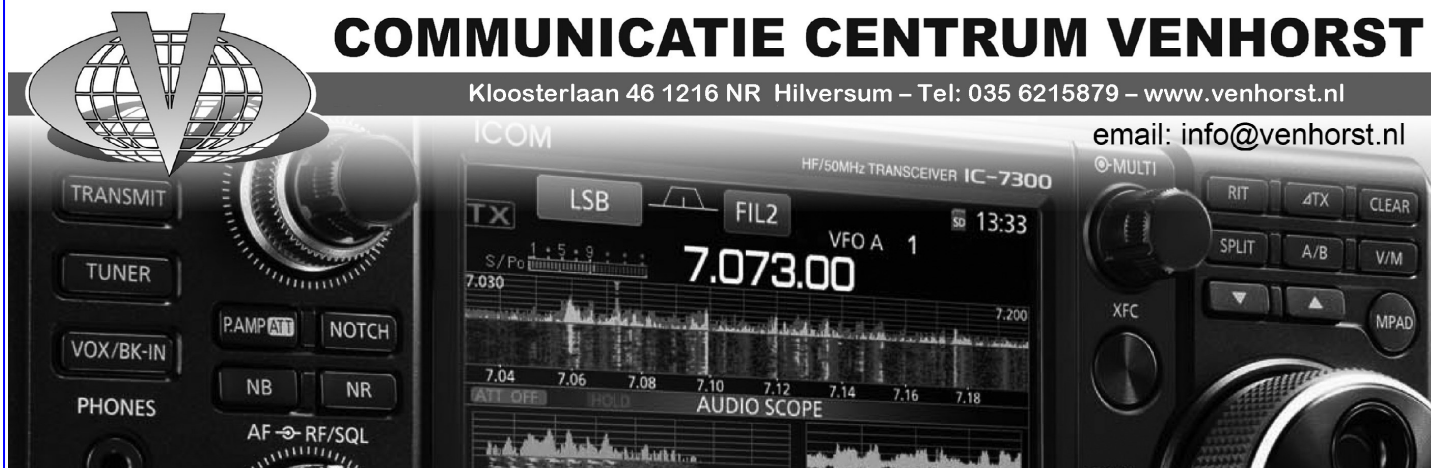 COMMUNICATIE CENTRUM VENHORST
Kloosterlaan 46 1216 NR Hilversum – Tel: 035 6215879 – www.venhorst.nl
email: info@venhorst.nl
V
ICOM
HF/50MHz TRANSCEIVER IC-7300
TRANSMIT
TUNER
VOX/BK-IN
PHONES
P.AMP ATT
NOTCH
NB
NR
AF RF/SQL
TX
LSB
FIL2
SD 13:33
VFO A 1
S/Po 1 • 5 • 9 • • •
7.073.00
7.030
7.200
7.04 7.06 7.08 7.10 7.12 7.14 7.16 7.18
ATT OFF
HOLD
AUDIO SCOPE
MULTI
XFC
RIT
⊿TX
CLEAR
SPLIT
A/B
V/M
MPAD